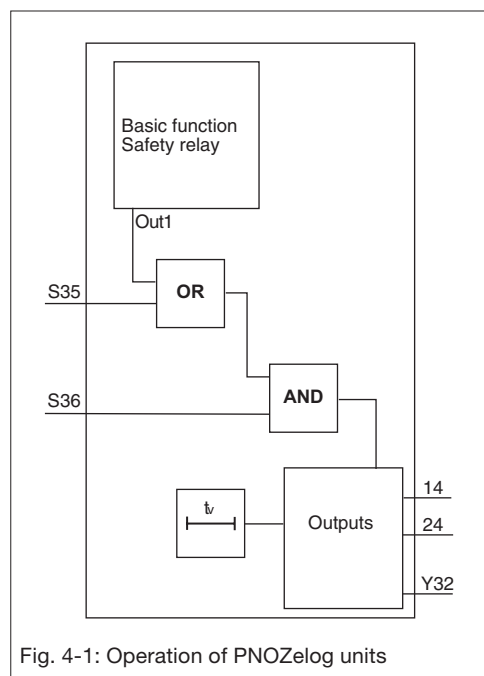 Basic function
Safety relay
Out1
S35
OR
S36
AND
tv
14
Outputs
24
Y32
Fig. 4-1: Operation of PNOZelog units